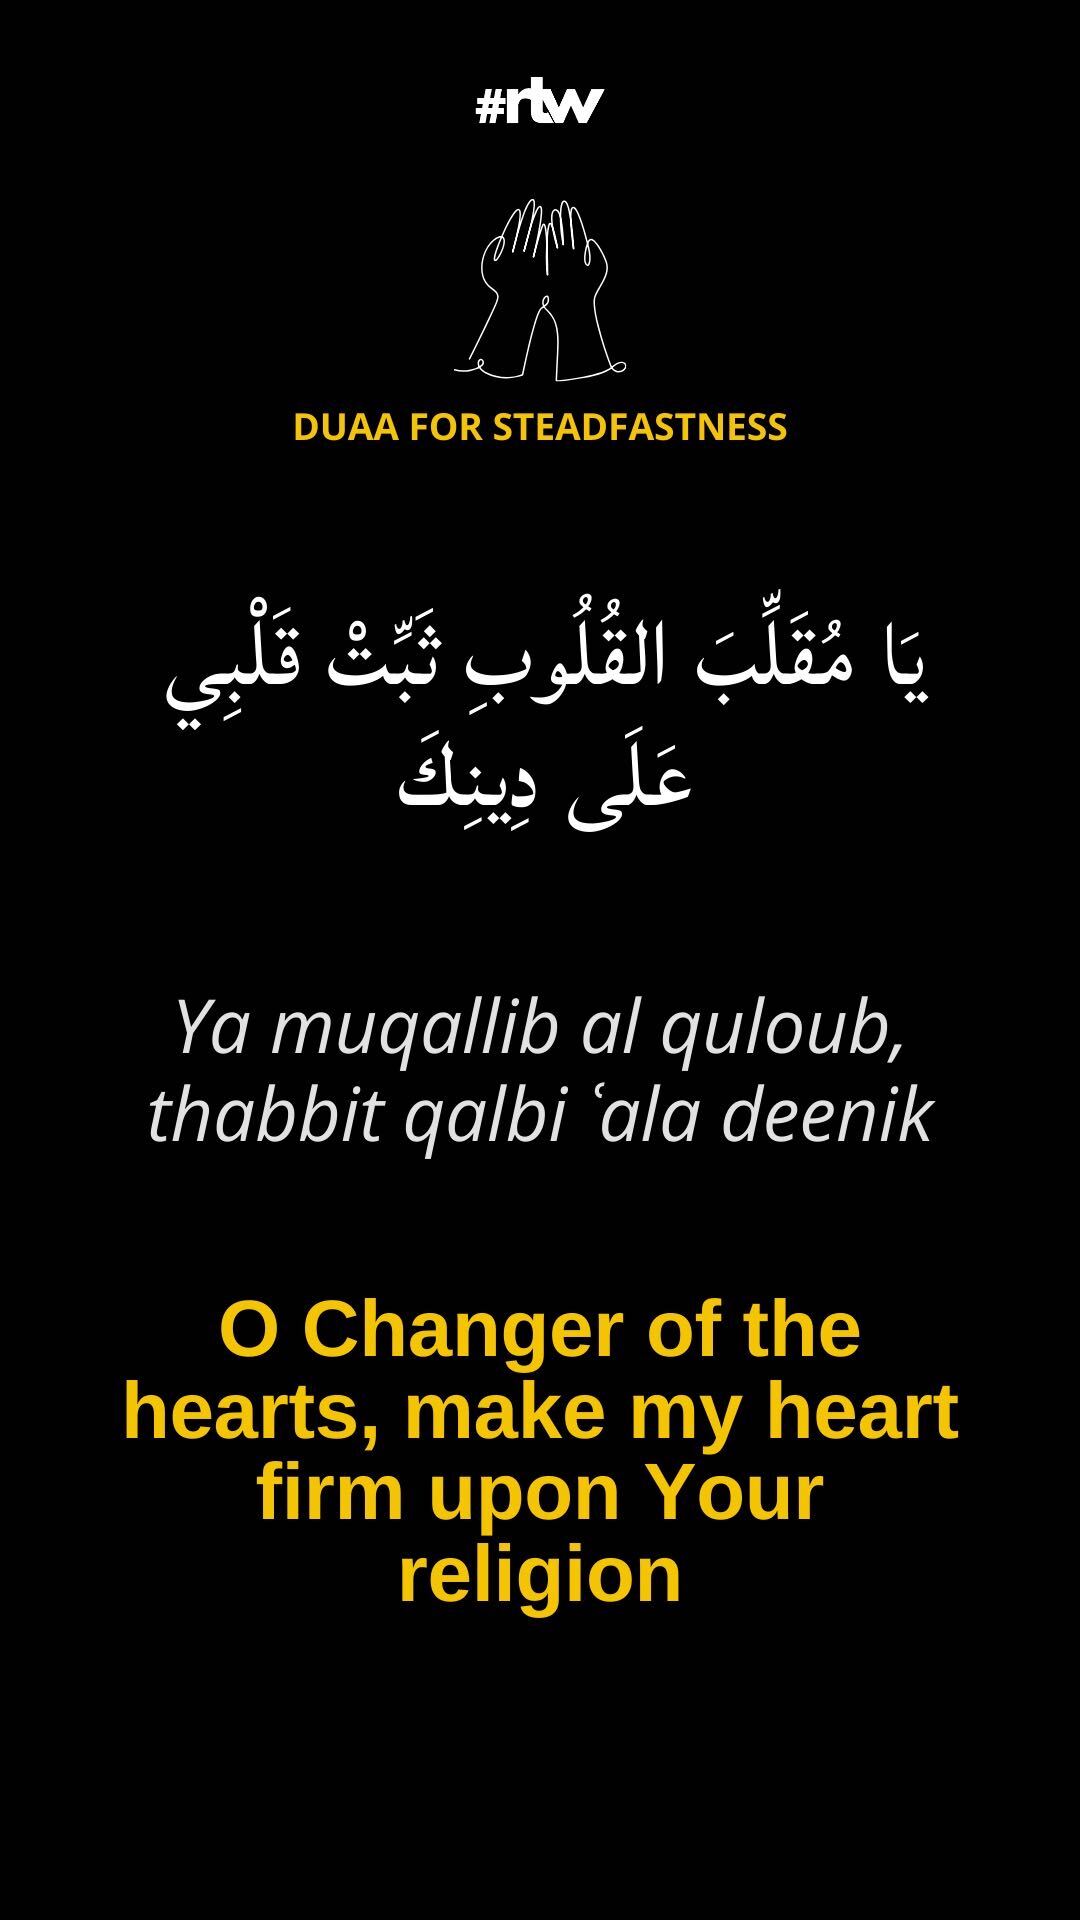 #rtw
DUAA FOR STEADFASTNESS
يَا مُقَلِّبَ القُلُوبِ ثَبِّتْ قَلْبِي
عَلَى دِينِكَ
Ya muqallib al quloub,
thabbit qalbi ʿala deenik
O Changer of the
hearts, make my heart
firm upon Your
religion